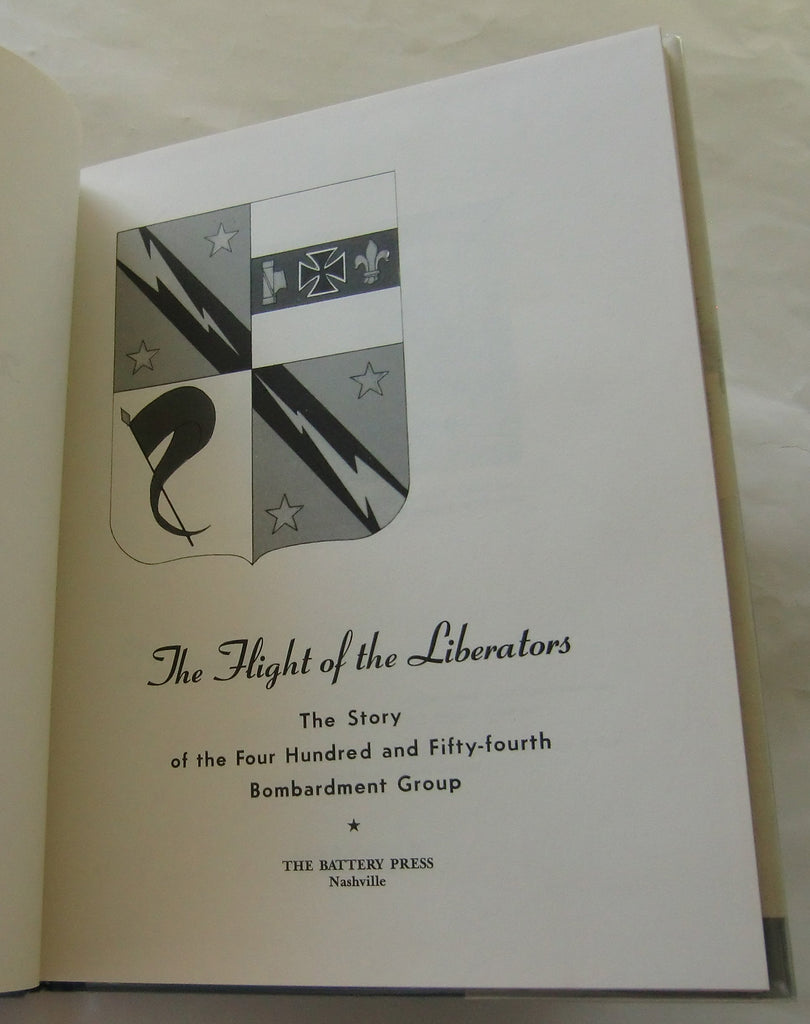 The Flight of the Liberators
The Story
of the Four Hundred and Fifty-fourth
Bombardment Group
THE BATTERY PRESS
Nashville